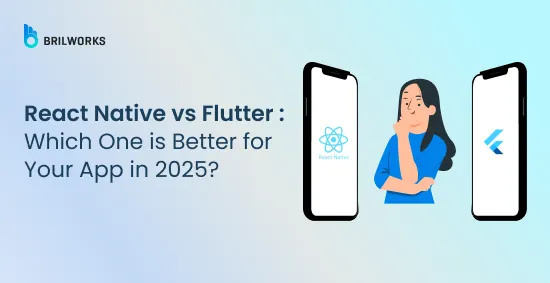 BRILWORKS
React Native vs Flutter :
Which One is Better for
Your App in 2025?
React Native